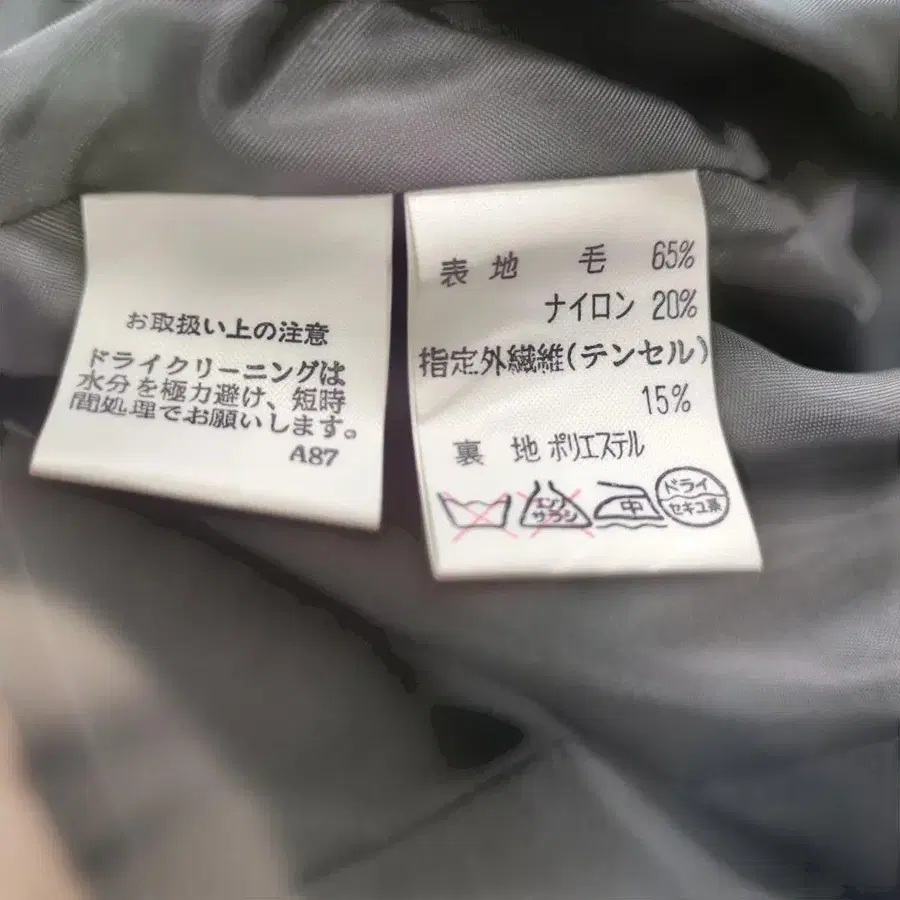 お取扱い上の注意
ドライクリーニングは
水分を極力避け、短時
間処理でお願いします。
A87
表 地 毛 65%
ナイロン 20%
指定外繊維(テンセル)
15%
裏 地 ポリエステル
エンソ
サラシ
中
ドライ
セキユ系